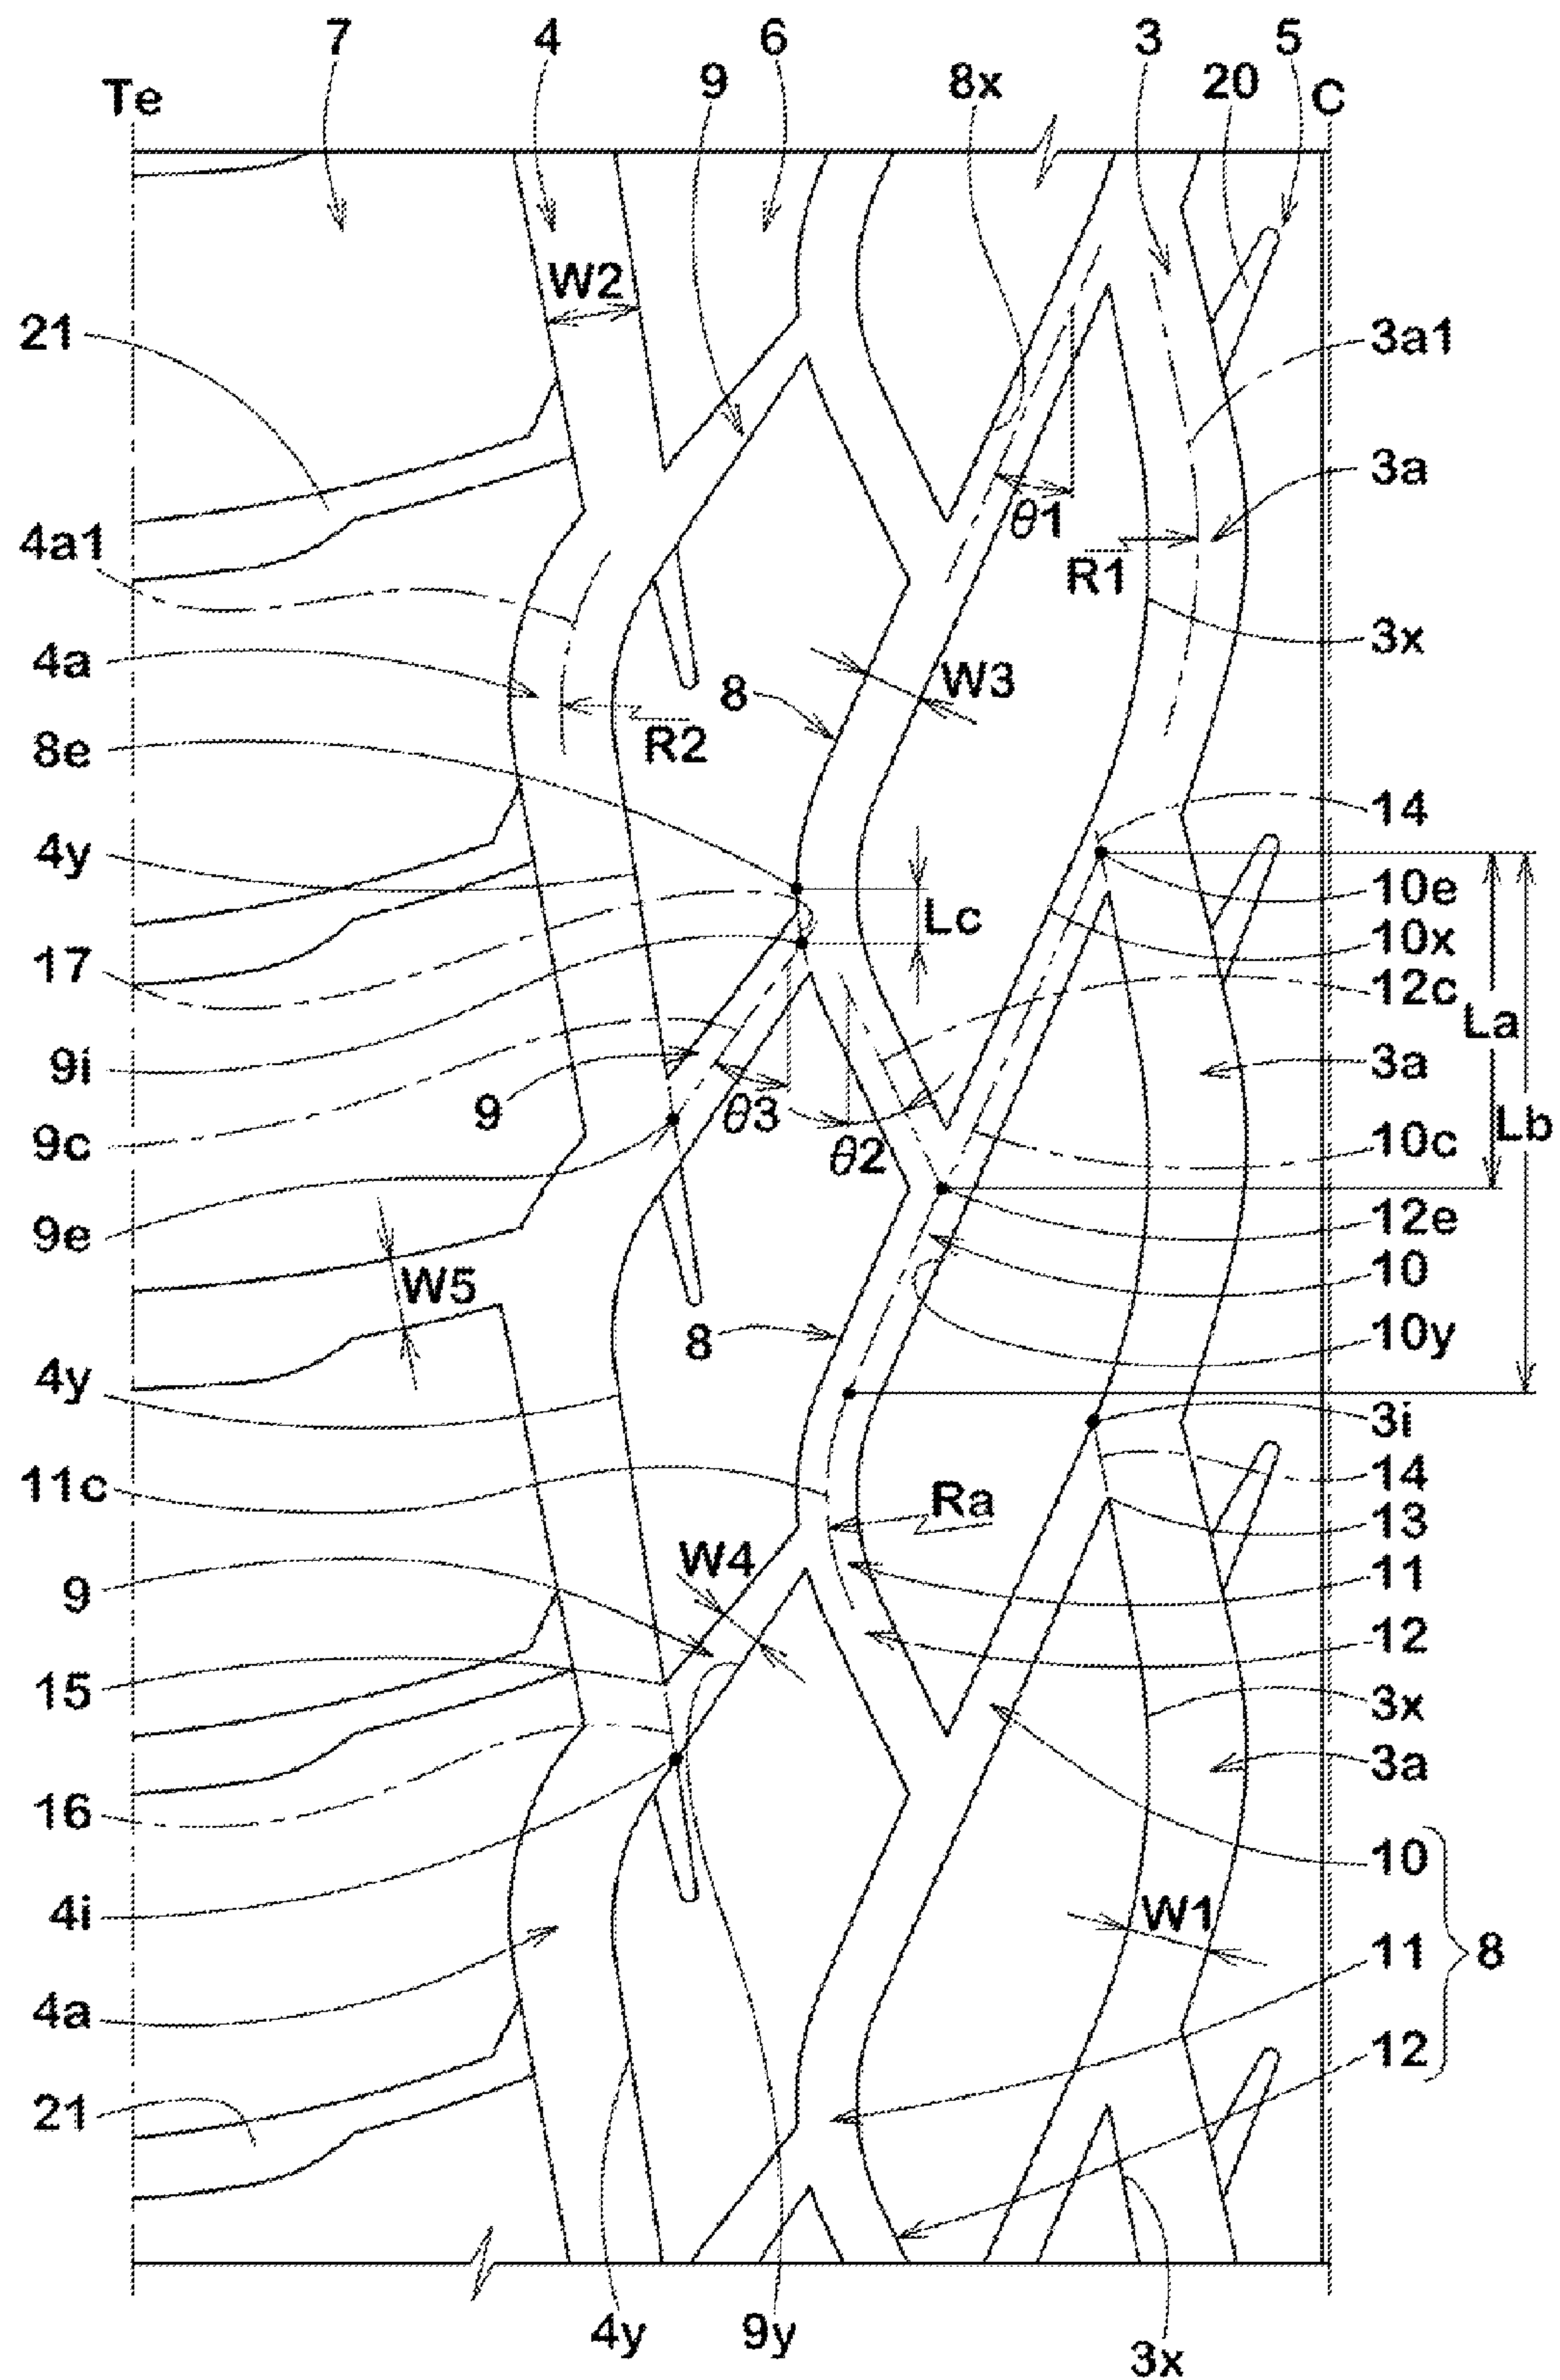 7 4 6 3 5
Te 9 8x 20 C
W2
21 3a1
3a
θ1
4a1 R1
4a 3x
8 W3
8e R2
14
4y 10e
Lc
10x
17 12c
La
9i 3a
9 θ3
9c θ2 10c Lb
9e 12e
W5 10
8 10y
4y 3i
11c Ra 14
13
W4
9 11
12
15 3x
3a
16
10
4i W1
11 8
4a
12
21
4y 9y 3x